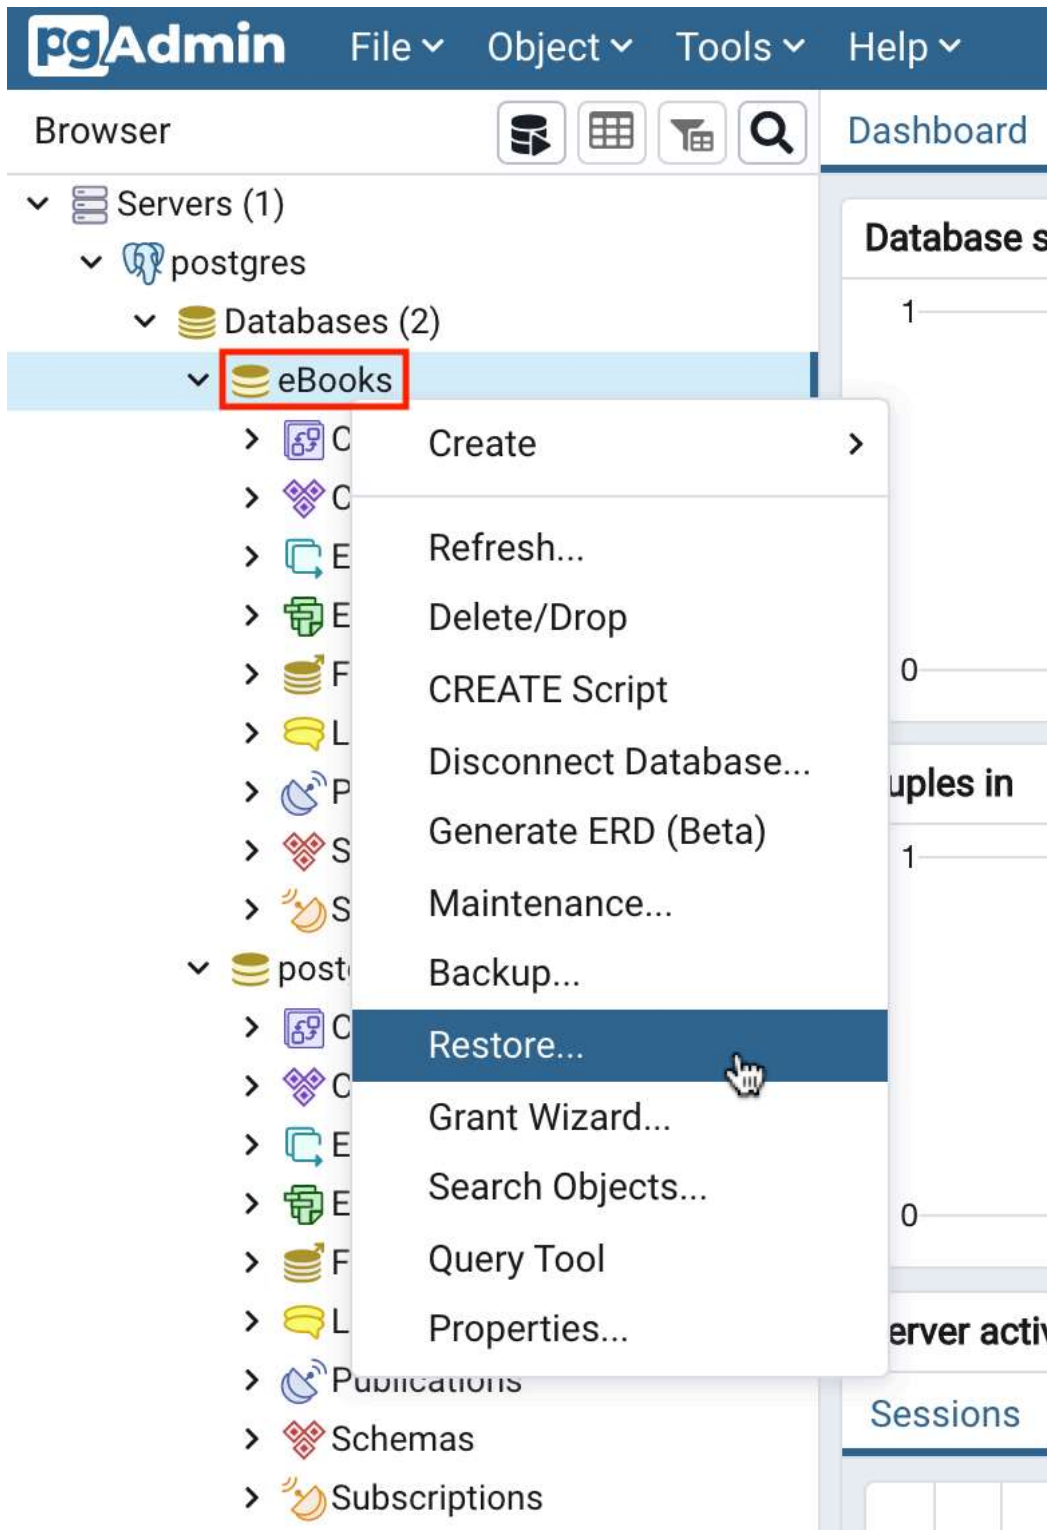 pgAdmin File Object Tools Help
Browser Dashboard
Servers (1)
postgres
Databases (2)
eBooks
Create
Refresh...
Delete/Drop
CREATE Script
Disconnect Database...
Generate ERD (Beta)
Maintenance...
Backup...
Restore...
Grant Wizard...
Search Objects...
Query Tool
Properties...
C
C
E
E
F
L
P
S
S
post
C
C
E
E
F
L
Publications
Schemas
Subscriptions
Database s
1
0
uples in
1
0
erver activ
Sessions